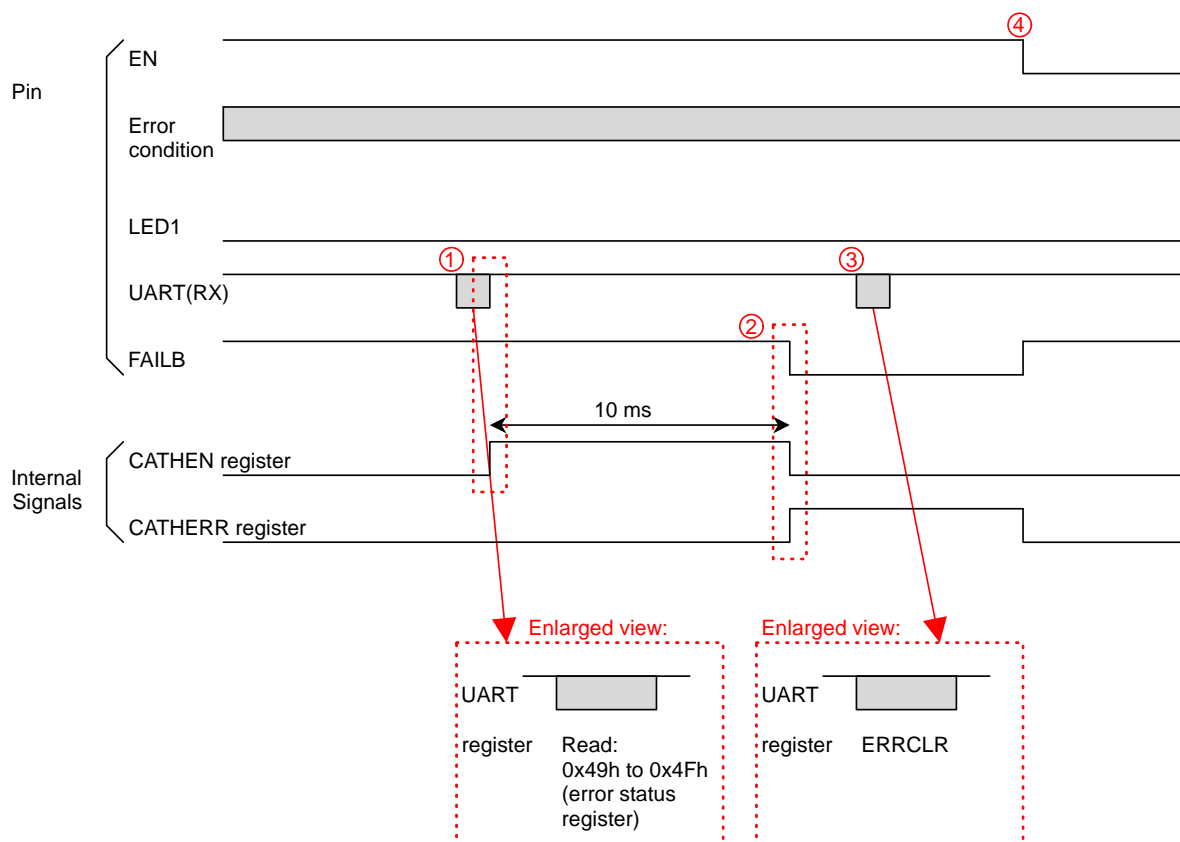 ④
EN
Pin
Error
condition
LED1
①
③
UART(RX)
②
FAILB
10 ms
CATHEN register
Internal
Signals
CATHERR register
Enlarged view:
Enlarged view:
UART
register
Read:
0x49h to 0x4Fh
(error status
register)
UART
register
ERRCLR